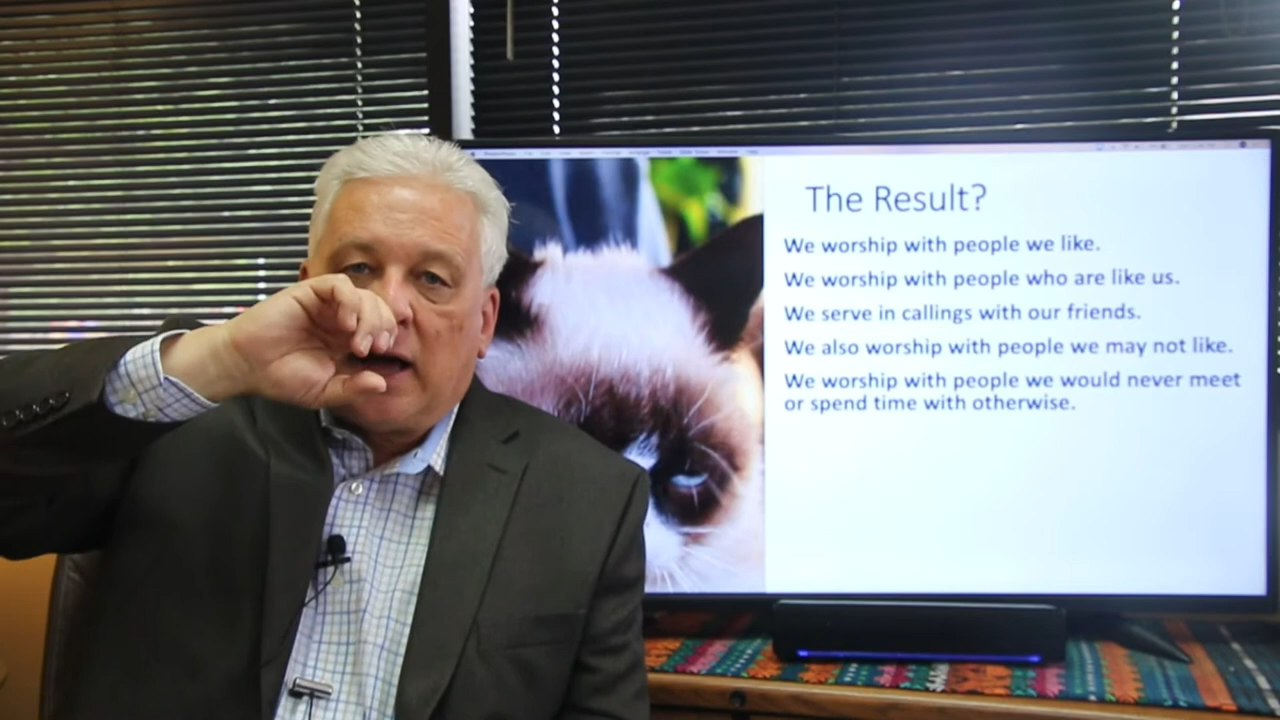 The Result?
We worship with people we like.
We worship with people who are like us.
We serve in callings with our friends.
We also worship with people we may not like.
We worship with people we would never meet
or spend time with otherwise.